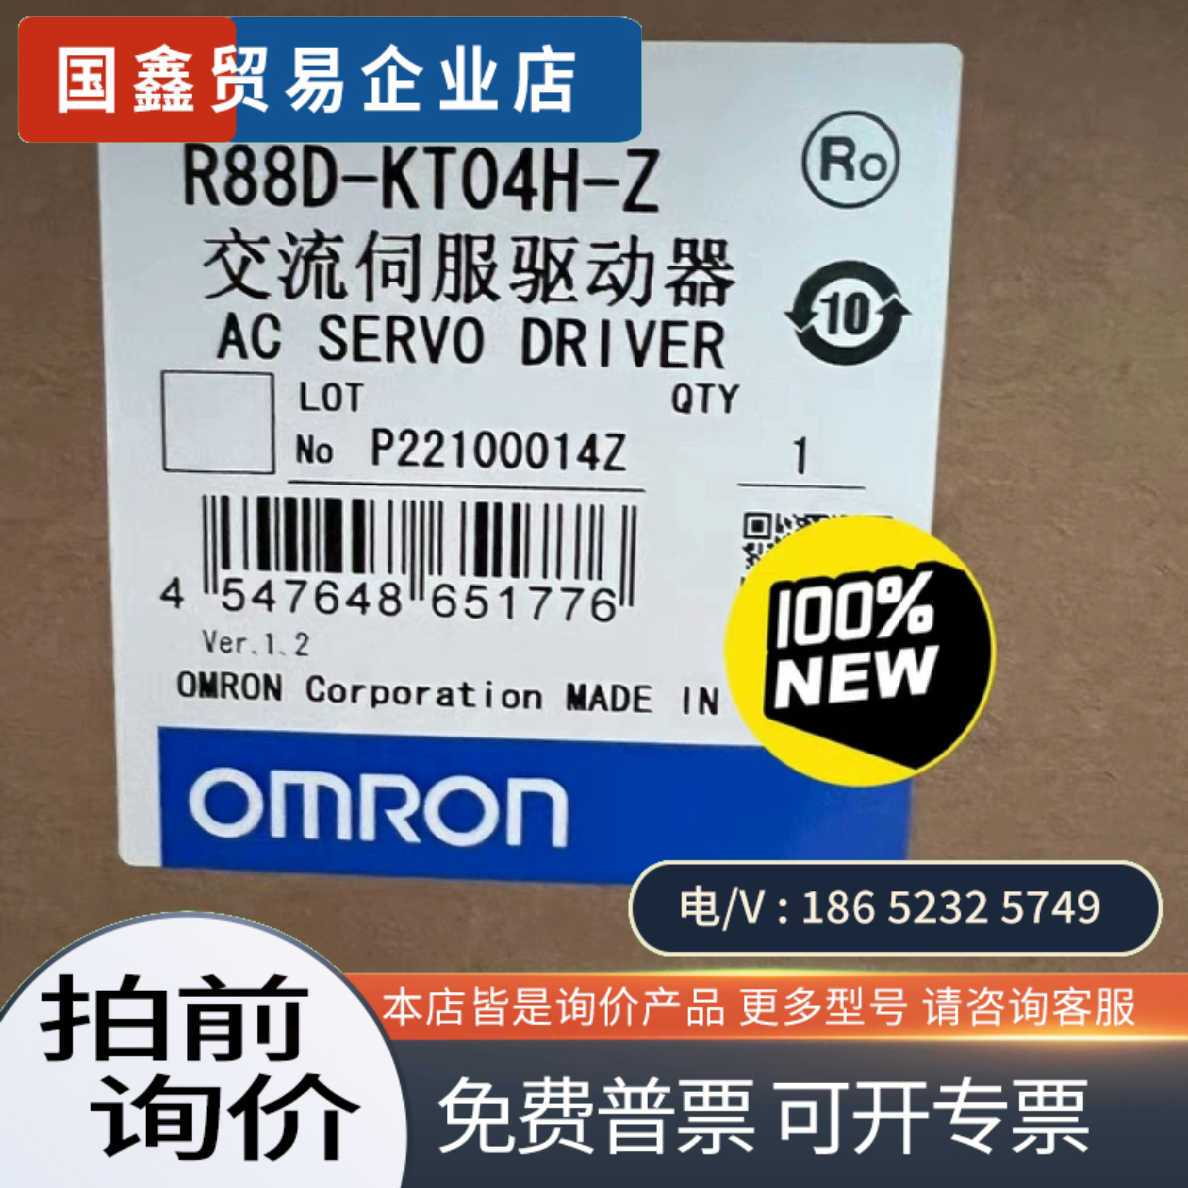 国鑫贸易企业店
R88D-KT04H-Z
Ro
交流伺服驱动器
10
AC SERVO DRIVER
LOT
QTY
No P22100014Z
1
4 547648 651776
Ver.1.2
OMRON Corporation MADE IN
100%
NEW
OMRON
电/V : 186 5232 5749
拍前
询价
本店皆是询价产品 更多型号 请咨询客服
免费普票 可开专票